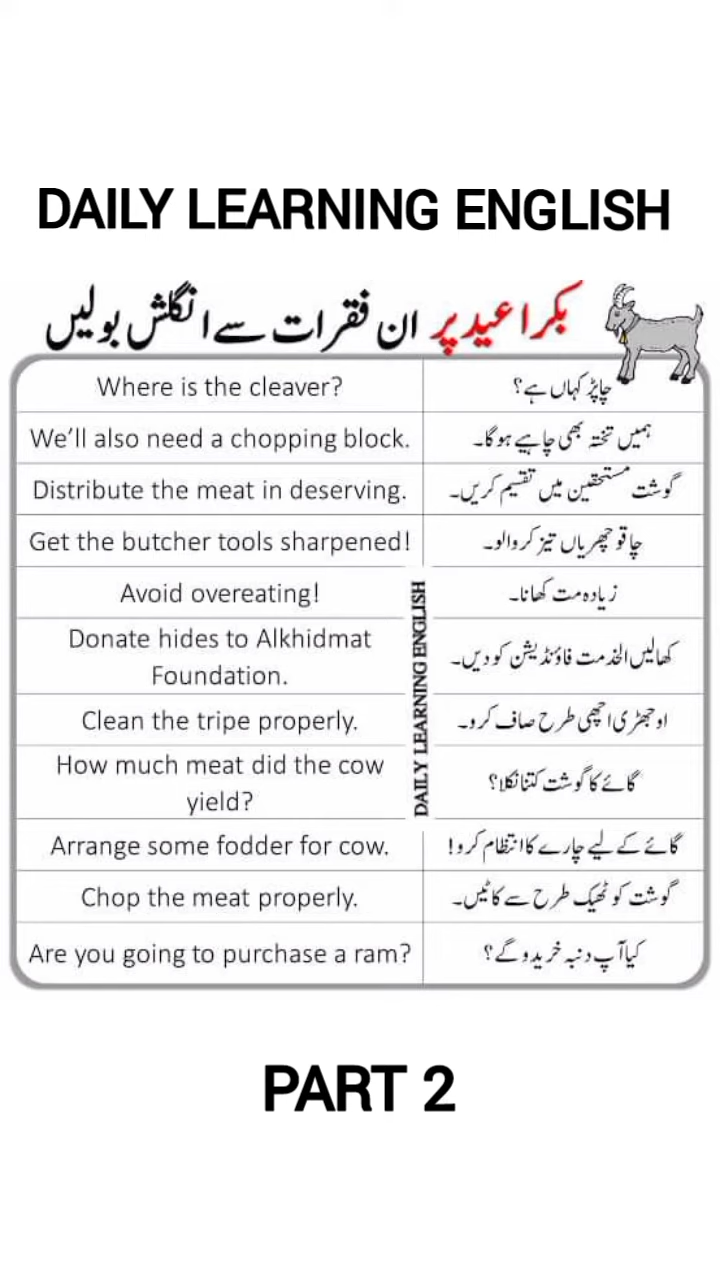 DAILY LEARNING ENGLISH
بکرا عید پر ان فقرات سے انگلش بولیں
Where is the cleaver?
چاپڑ کہاں ہے؟
We'll also need a chopping block.
ہمیں تختہ بھی چاہیے ہوگا۔
Distribute the meat in deserving.
گوشت مستحقین میں تقسیم کریں۔
Get the butcher tools sharpened!
چاقو چھریاں تیز کروالو۔
Avoid overeating!
زیادہ مت کھانا۔
Donate hides to Alkhidmat
Foundation.
کھالیں الخدمت فاؤنڈیشن کو دیں۔
Clean the tripe properly.
اوجھڑی اچھی طرح صاف کرو۔
How much meat did the cow
yield?
گائے کا گوشت کتنا نکلا؟
Arrange some fodder for cow.
گائے کے لیے چارے کا انتظام کرو!
Chop the meat properly.
گوشت کو ٹھیک طرح سے کاٹیں۔
Are you going to purchase a ram?
کیا آپ دنبہ خریدو گے؟
DAILY LEARNING ENGLISH
PART 2